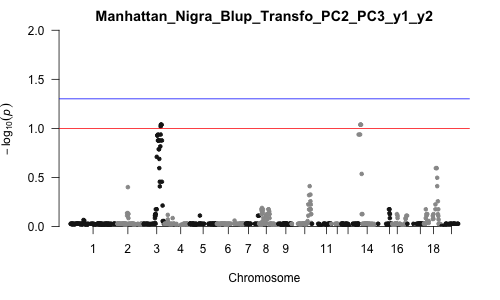 Manhattan_Nigra_Blup_Transfo_PC2_PC3_y1_y2
2.0
1.5
1.0
0.5
0.0
−log10(p)
1 2 3 4 5 6 7 8 9 11 14 16 18
Chromosome